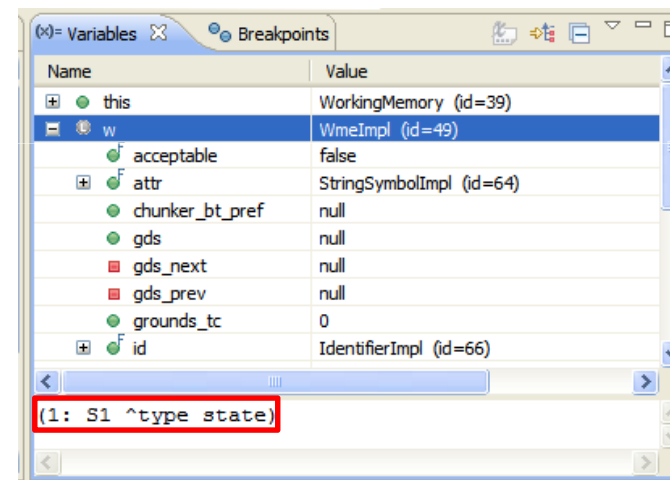 (x)= Variables Breakpoints
Name Value
this WorkingMemory (id=39)
w WmeImpl (id=49)
acceptable false
F attr StringSymbolImpl (id=64)
chunker_bt_pref null
gds null
gds_next null
gds_prev null
grounds_tc 0
F id IdentifierImpl (id=66)
(1: S1 ^type state)